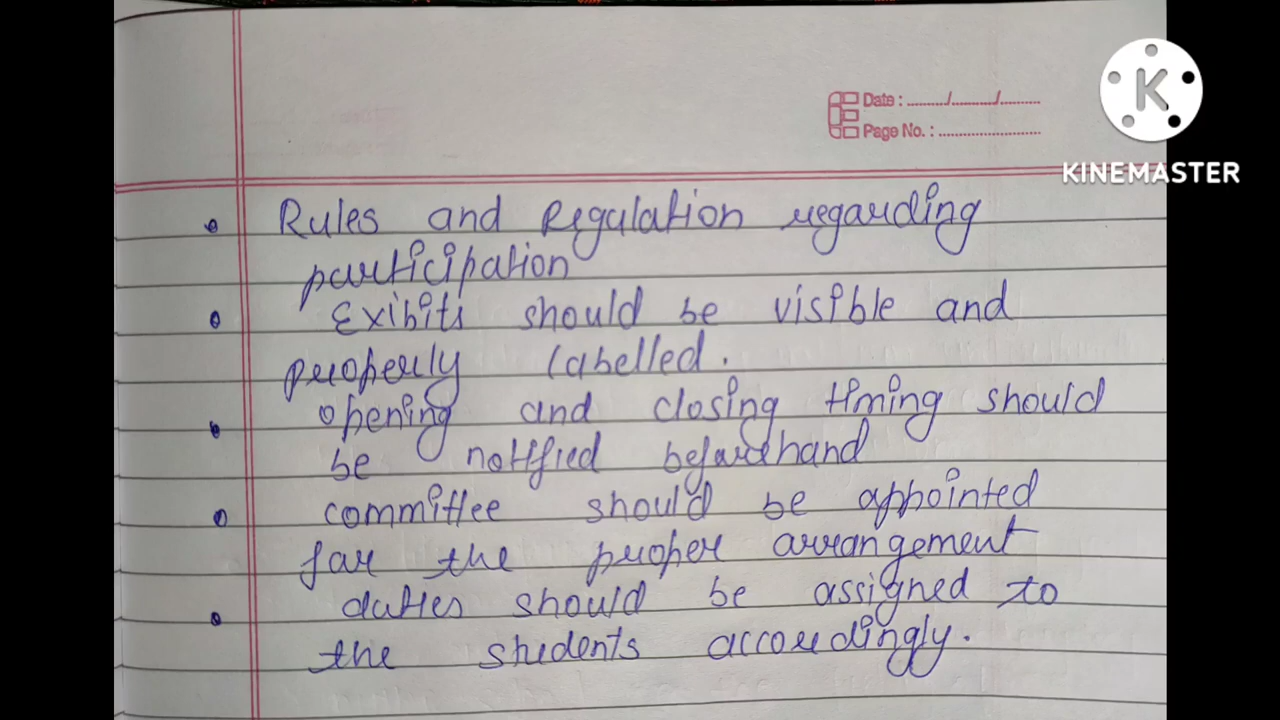 Date : ........./........../.........
Page No. : .......................
K
KINEMASTER
Rules and Regulation regarding
participation
Exibits should be visible and
properly labelled.
opening and closing timing should
be notified beforehand
committee should be appointed
for the proper arrangement
duties should be assigned to
the students accordingly.